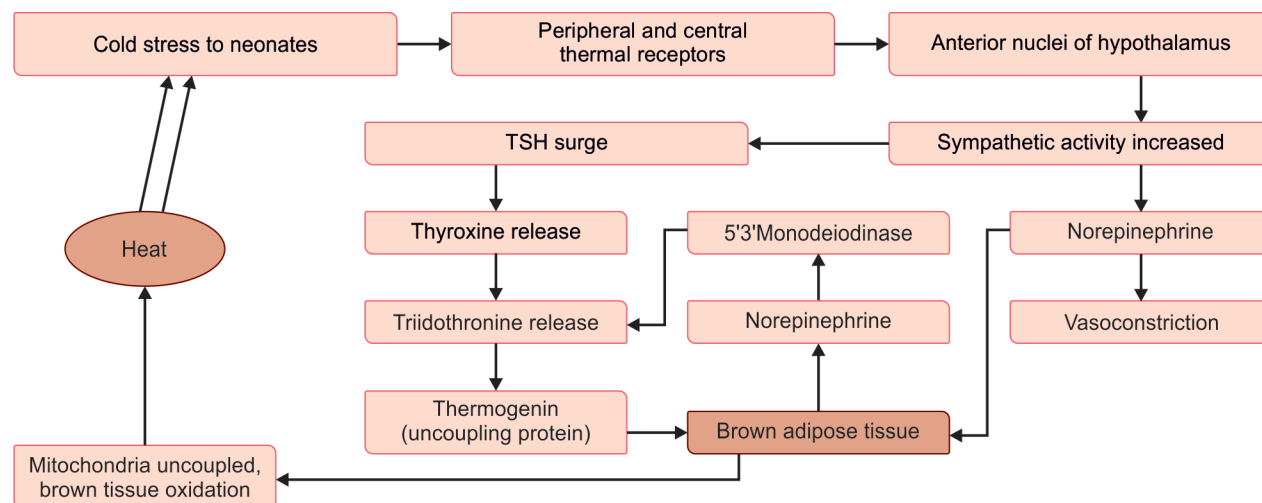 Cold stress to neonates
Peripheral and central
thermal receptors
Anterior nuclei of hypothalamus
TSH surge
Sympathetic activity increased
Heat
Thyroxine release
5'3'Monodeiodinase
Norepinephrine
Triidothronine release
Norepinephrine
Vasoconstriction
Thermogenin
(uncoupling protein)
Brown adipose tissue
Mitochondria uncoupled,
brown tissue oxidation